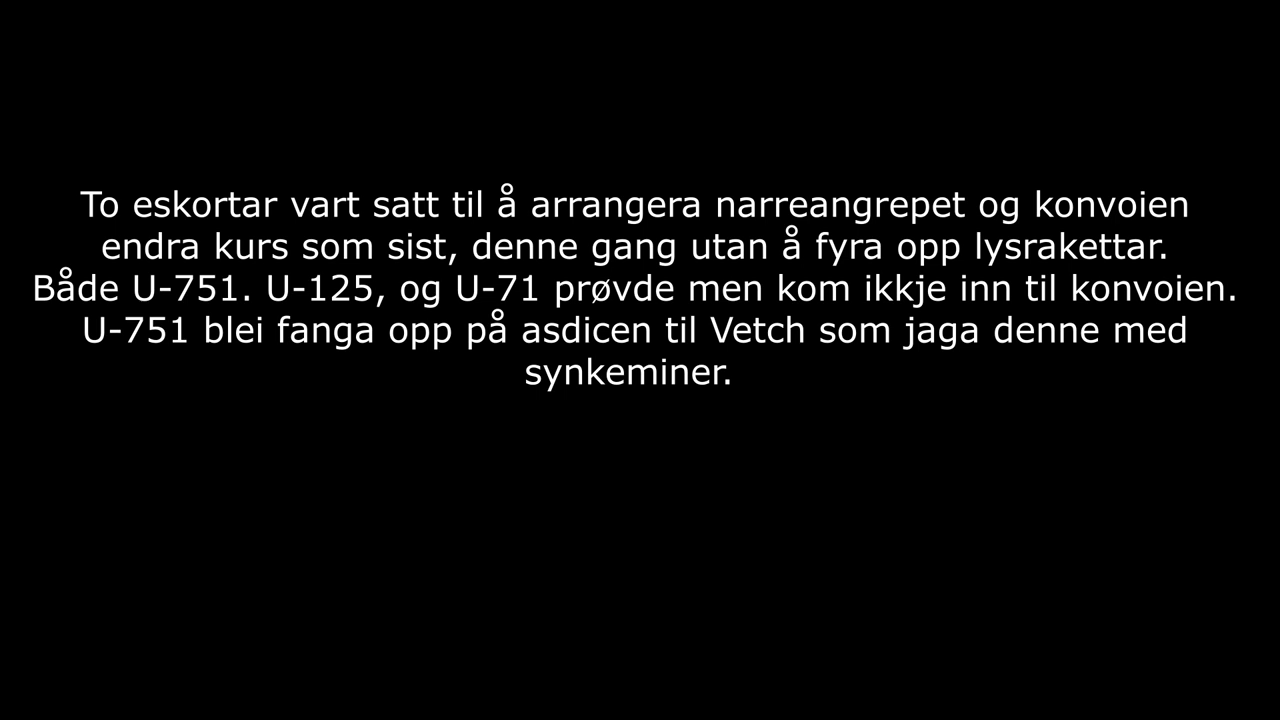 To eskortar vart satt til å arrangera narreangrepet og konvoien
endra kurs som sist, denne gang utan å fyra opp lysrakettar.
Både U-751. U-125, og U-71 prøvde men kom ikkje inn til konvoien.
U-751 blei fanga opp på asdicen til Vetch som jaga denne med
synkeminer.